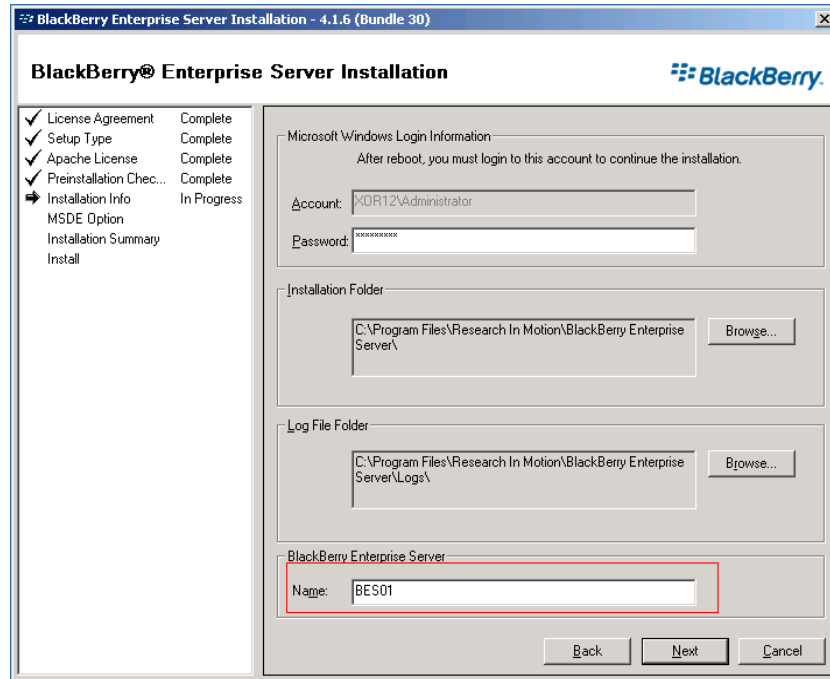 BlackBerry Enterprise Server Installation - 4.1.6 (Bundle 30)
BlackBerry® Enterprise Server Installation
BlackBerry.
License Agreement Complete
Setup Type Complete
Apache License Complete
Preinstallation Chec... Complete
Installation Info In Progress
MSDE Option
Installation Summary
Install
Microsoft Windows Login Information
After reboot, you must login to this account to continue the installation.
Account: XOR12\Administrator
Password: xxxxxxxxx
Installation Folder
C:\Program Files\Research In Motion\BlackBerry Enterprise
Server\
Browse...
Log File Folder
C:\Program Files\Research In Motion\BlackBerry Enterprise
Server\Logs\
Browse...
BlackBerry Enterprise Server
Name: BES01
Back Next Cancel